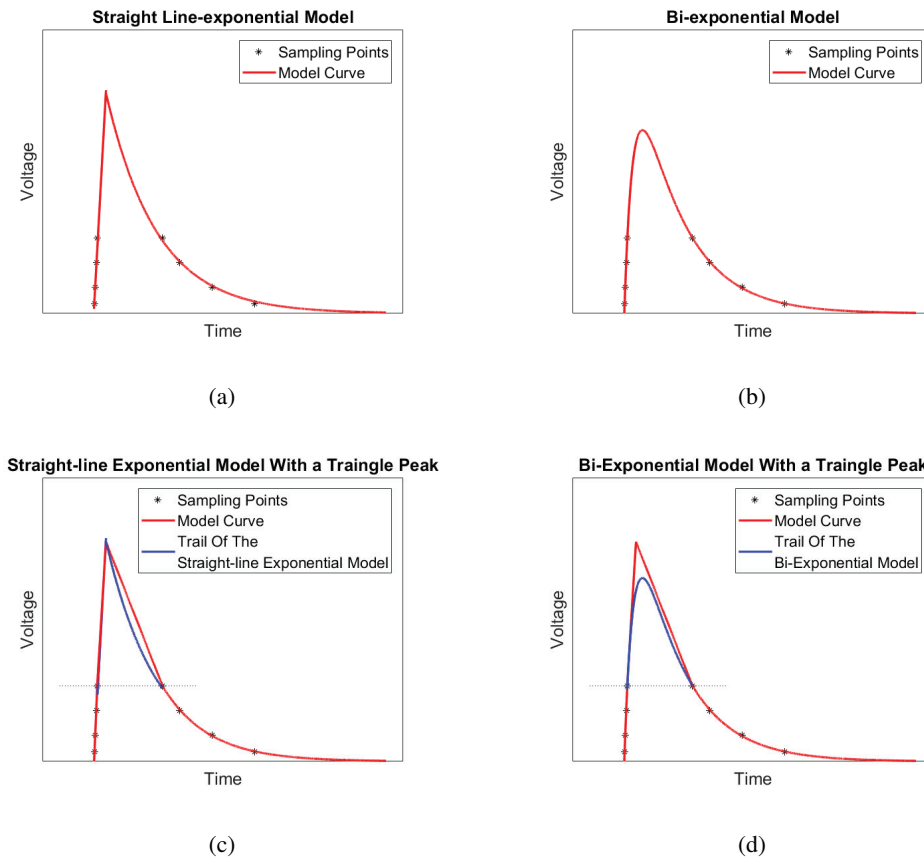 Straight Line-exponential Model
Sampling Points
Model Curve
Voltage
Time
(a)
Bi-exponential Model
Sampling Points
Model Curve
Voltage
Time
(b)
Straight-line Exponential Model With a Traingle Peak
Sampling Points
Model Curve
Trail Of The
Straight-line Exponential Model
Voltage
Time
(c)
Bi-Exponential Model With a Traingle Peak
Sampling Points
Model Curve
Trail Of The
Bi-Exponential Model
Voltage
Time
(d)